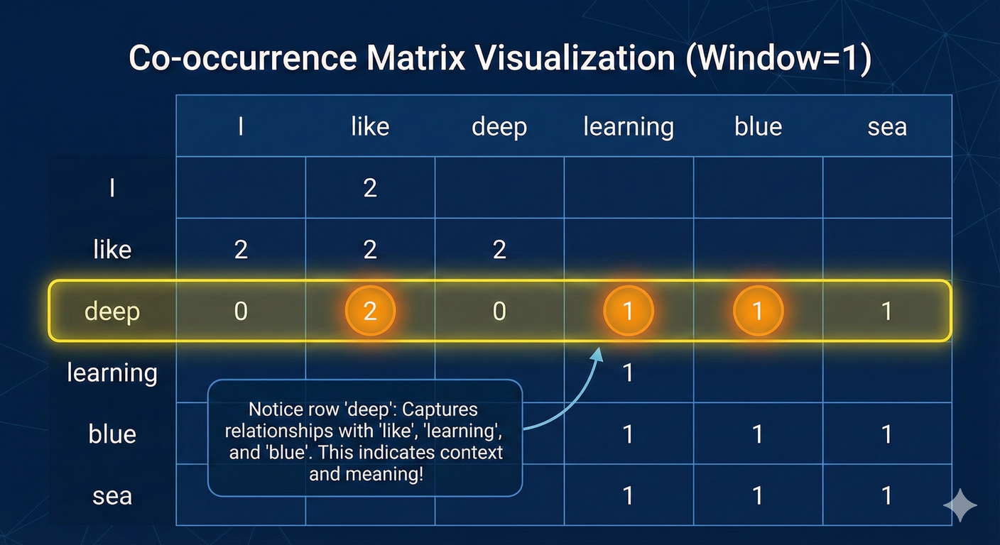 Co-occurrence Matrix Visualization (Window=1)
I like deep learning blue sea
I 2
like 2 2 2
deep 0 2 0 1 1 1
learning 1
blue 1 1 1
sea 1 1 1
Notice row 'deep': Captures
relationships with 'like', 'learning',
and 'blue'. This indicates context
and meaning!